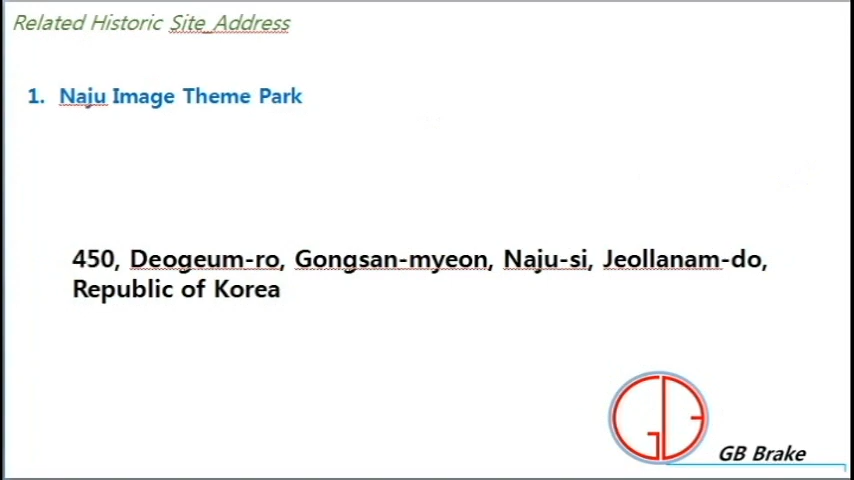 Related Historic Site_Address
1. Naju Image Theme Park
450, Deogeum-ro, Gongsan-myeon, Naju-si, Jeollanam-do,
Republic of Korea
GB Brake